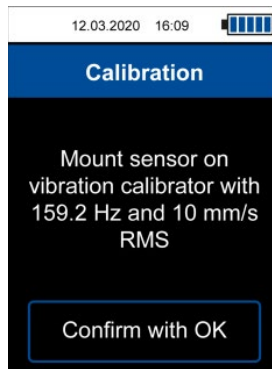 12.03.2020 16:09
Calibration
Mount sensor on
vibration calibrator with
159.2 Hz and 10 mm/s
RMS
Confirm with OK